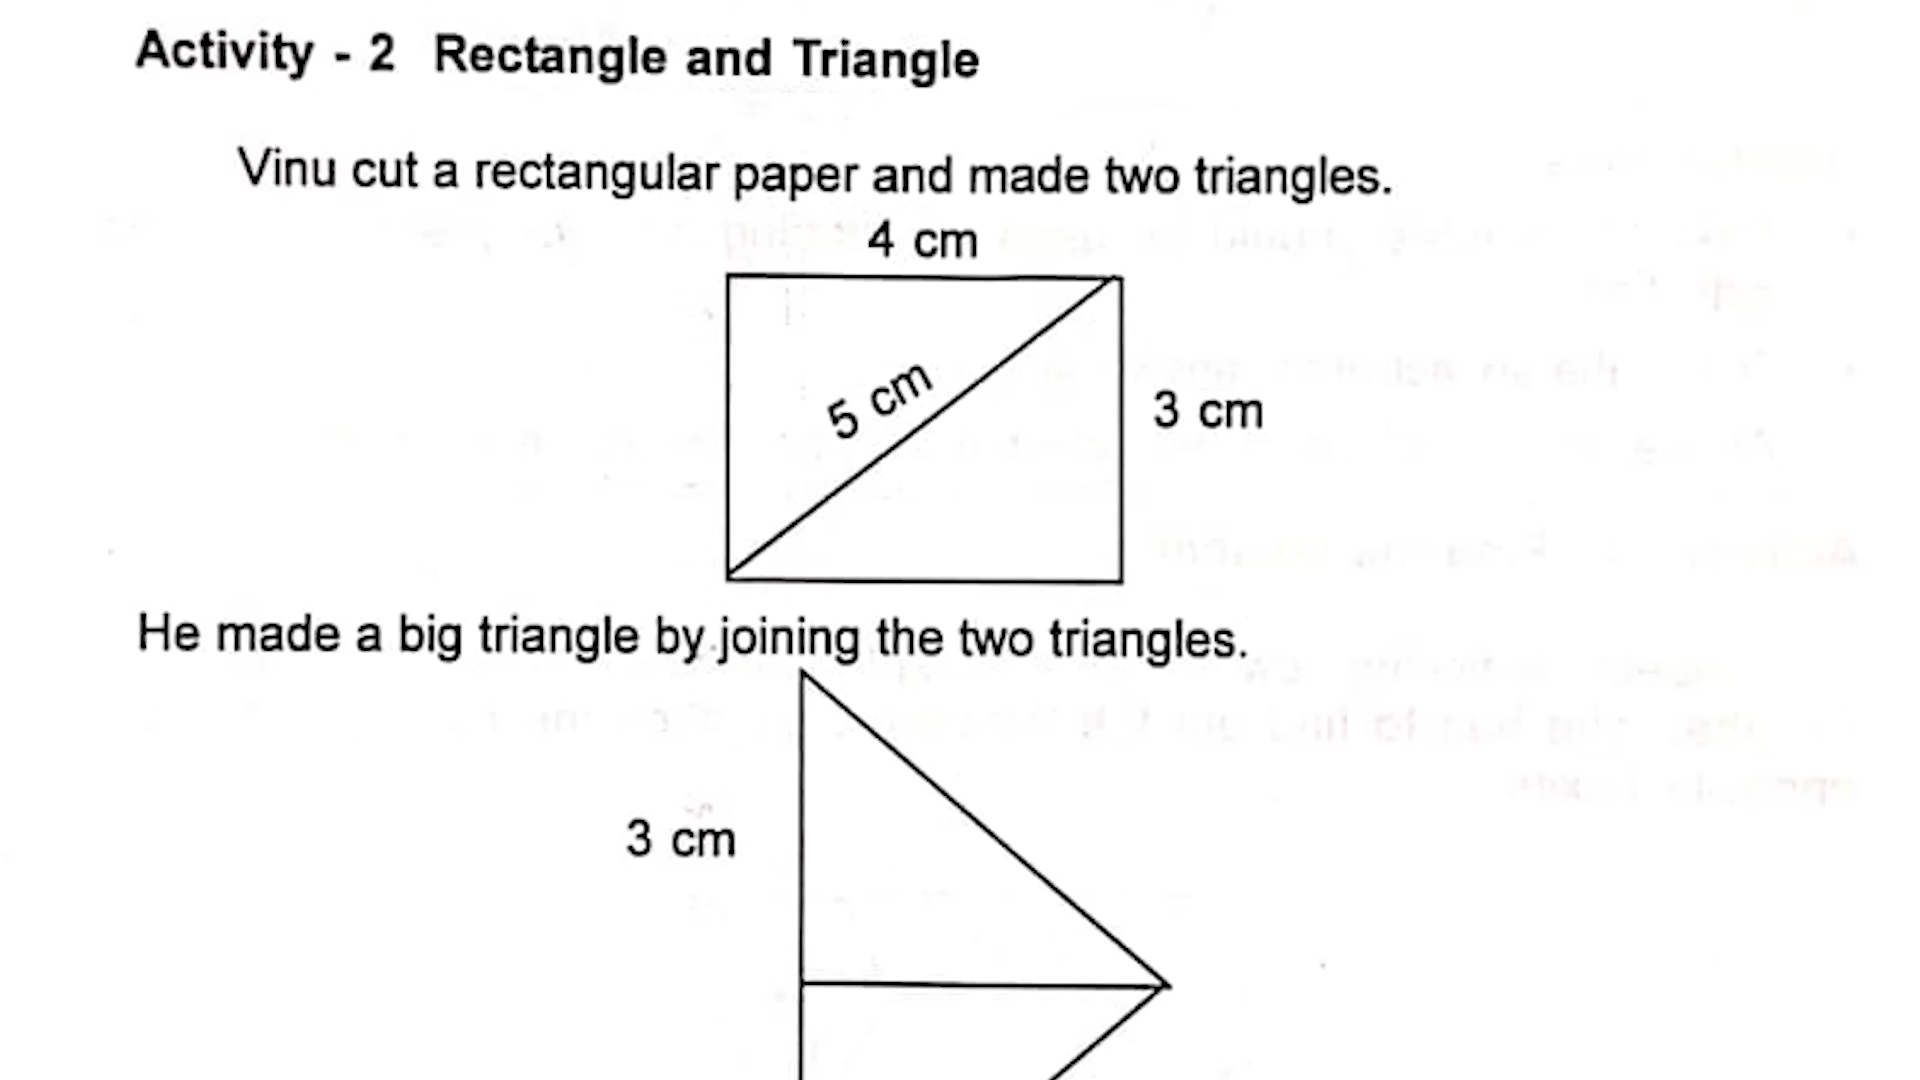 Activity - 2 Rectangle and Triangle
Vinu cut a rectangular paper and made two triangles.
4 cm
5 cm
3 cm
He made a big triangle by joining the two triangles.
3 cm